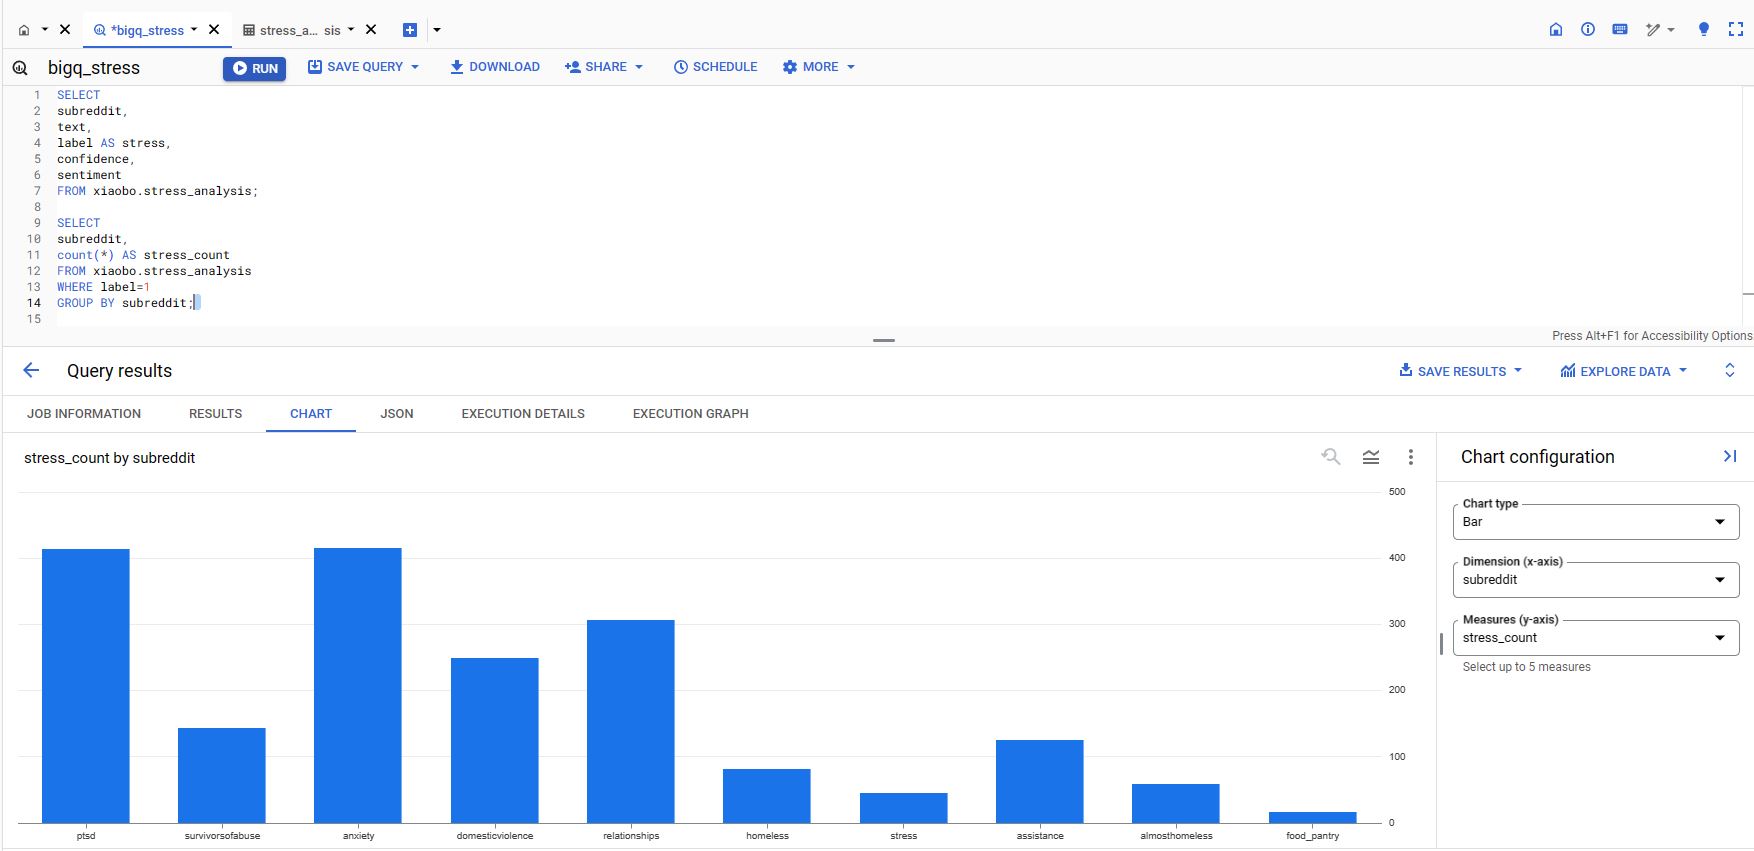 *bigq_stress
stress_a... sis
bigq_stress
RUN
SAVE QUERY
DOWNLOAD
SHARE
SCHEDULE
MORE
1 SELECT
2 subreddit,
3 text,
4 label AS stress,
5 confidence,
6 sentiment
7 FROM xiaobo.stress_analysis;
8
9 SELECT
10 subreddit,
11 count(*) AS stress_count
12 FROM xiaobo.stress_analysis
13 WHERE label=1
14 GROUP BY subreddit;
15
Press Alt+F1 for Accessibility Options
Query results
SAVE RESULTS
EXPLORE DATA
JOB INFORMATION
RESULTS
CHART
JSON
EXECUTION DETAILS
EXECUTION GRAPH
stress_count by subreddit
500
400
300
200
100
0
ptsd
survivorsofabuse
anxiety
domesticviolence
relationships
homeless
stress
assistance
almosthomeless
food_pantry
Chart configuration
Chart type
Bar
Dimension (x-axis)
subreddit
Measures (y-axis)
stress_count
Select up to 5 measures